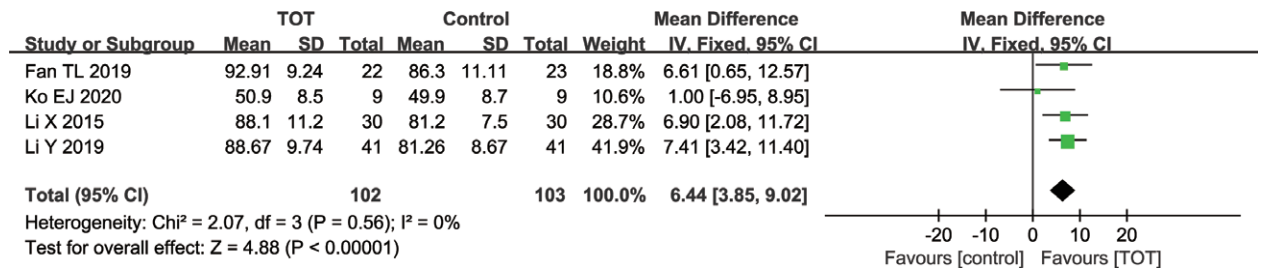 TOT Control Mean Difference Mean Difference
Study or Subgroup Mean SD Total Mean SD Total Weight IV, Fixed, 95% CI IV, Fixed, 95% CI
Fan TL 2019 92.91 9.24 22 86.3 11.11 23 18.8% 6.61 [0.65, 12.57]
Ko EJ 2020 50.9 8.5 9 49.9 8.7 9 10.6% 1.00 [-6.95, 8.95]
Li X 2015 88.1 11.2 30 81.2 7.5 30 28.7% 6.90 [2.08, 11.72]
Li Y 2019 88.67 9.74 41 81.26 8.67 41 41.9% 7.41 [3.42, 11.40]
Total (95% CI) 102 103 100.0% 6.44 [3.85, 9.02]
Heterogeneity: Chi² = 2.07, df = 3 (P = 0.56); I² = 0%
Test for overall effect: Z = 4.88 (P < 0.00001)
-20 -10 0 10 20
Favours [control] Favours [TOT]